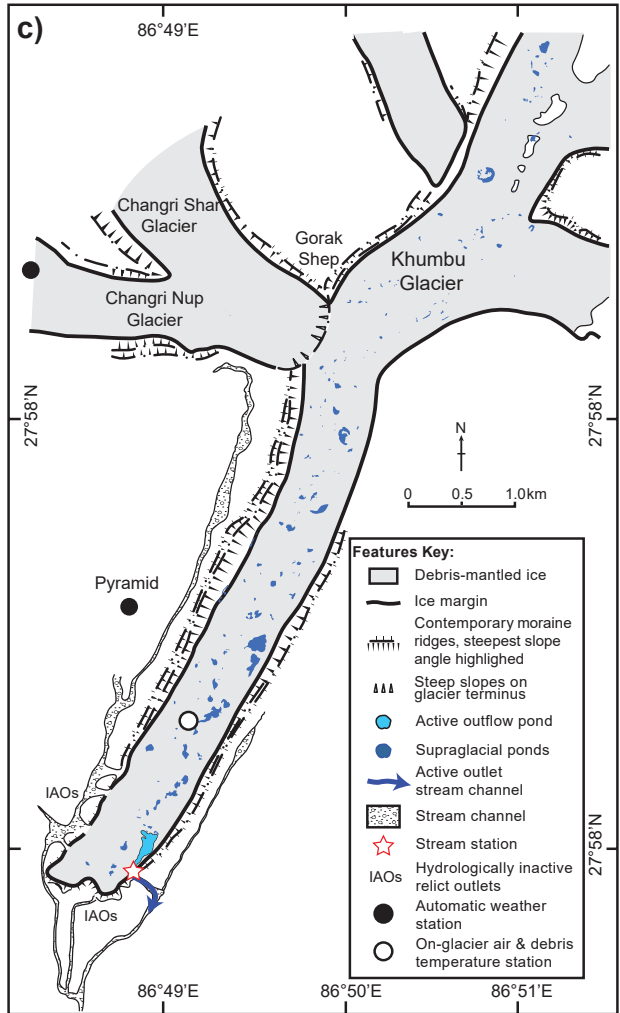 c)
86°49'E
86°50'E
86°51'E
Changri Shar
Glacier
Gorak
Shep
Khumbu
Glacier
Changri Nup
Glacier
27°58'N
27°58'N
N
0 0.5 1.0km
Pyramid
IAOs
IAOs
Features Key:
Debris-mantled ice
Ice margin
Contemporary moraine
ridges, steepest slope
angle highlighed
Steep slopes on
glacier terminus
Active outflow pond
Supraglacial ponds
Active outlet
stream channel
Stream channel
Stream station
IAOs Hydrologically inactive
relict outlets
Automatic weather
station
On-glacier air & debris
temperature station
27°58'N
86°49'E
86°50'E
86°51'E